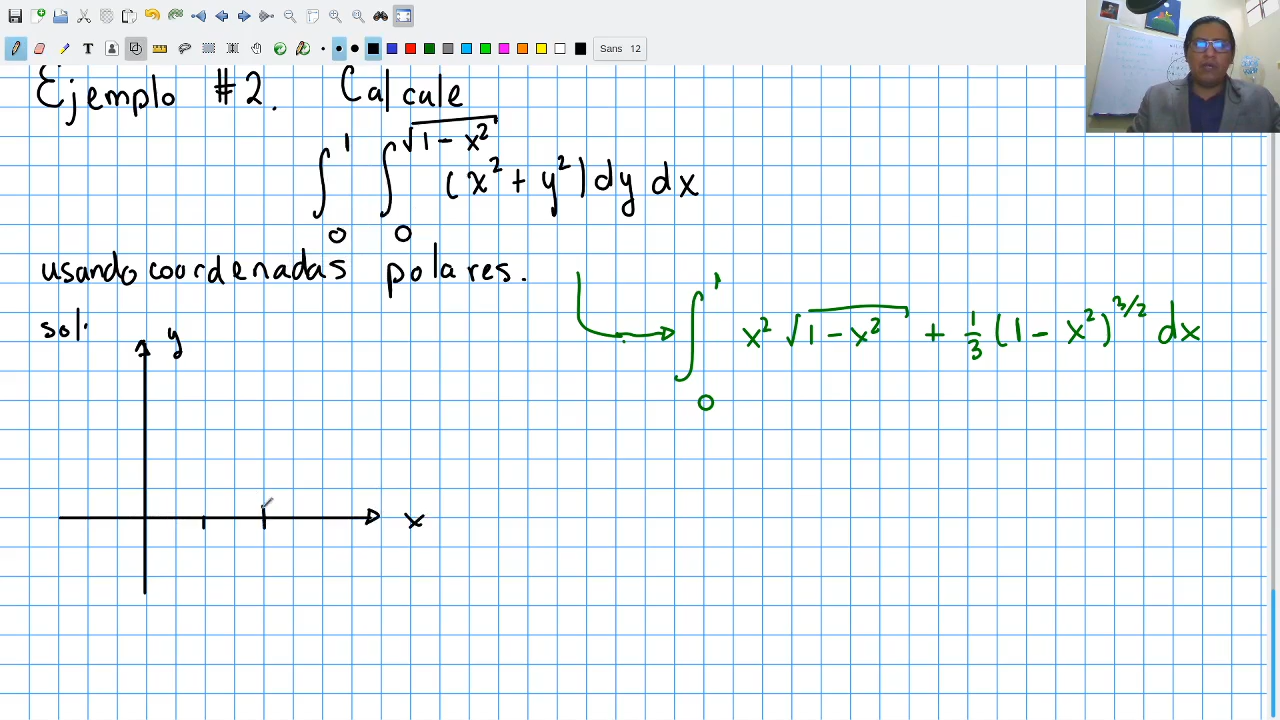 Sans 12
Ejemplo #2. Calcule
∫₀¹ ∫₀^√(1-x²) (x² + y²) dy dx
usando coordenadas polares.
∫₀¹ x² √(1-x²) + 1/3 (1-x²)^3/2 dx
sol:
y
x